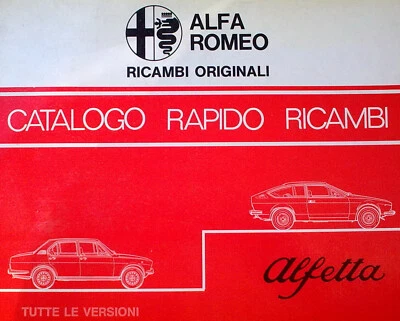 ALFA
ROMEO
RICAMBI ORIGINALI
CATALOGO RAPIDO RICAMBI
Alfetta
TUTTE LE VERSIONI